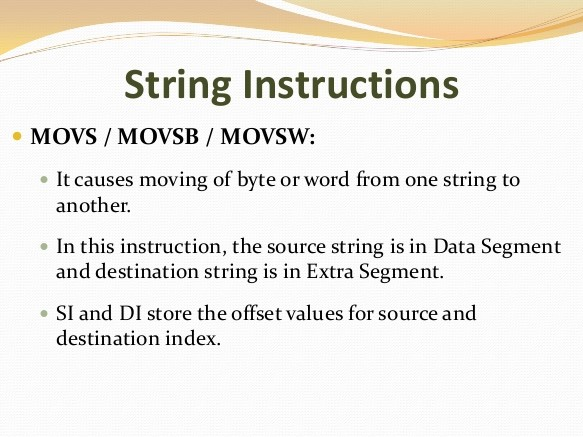 String Instructions
• MOVS / MOVSB / MOVSW:
• It causes moving of byte or word from one string to
another.
• In this instruction, the source string is in Data Segment
and destination string is in Extra Segment.
• SI and DI store the offset values for source and
destination index.